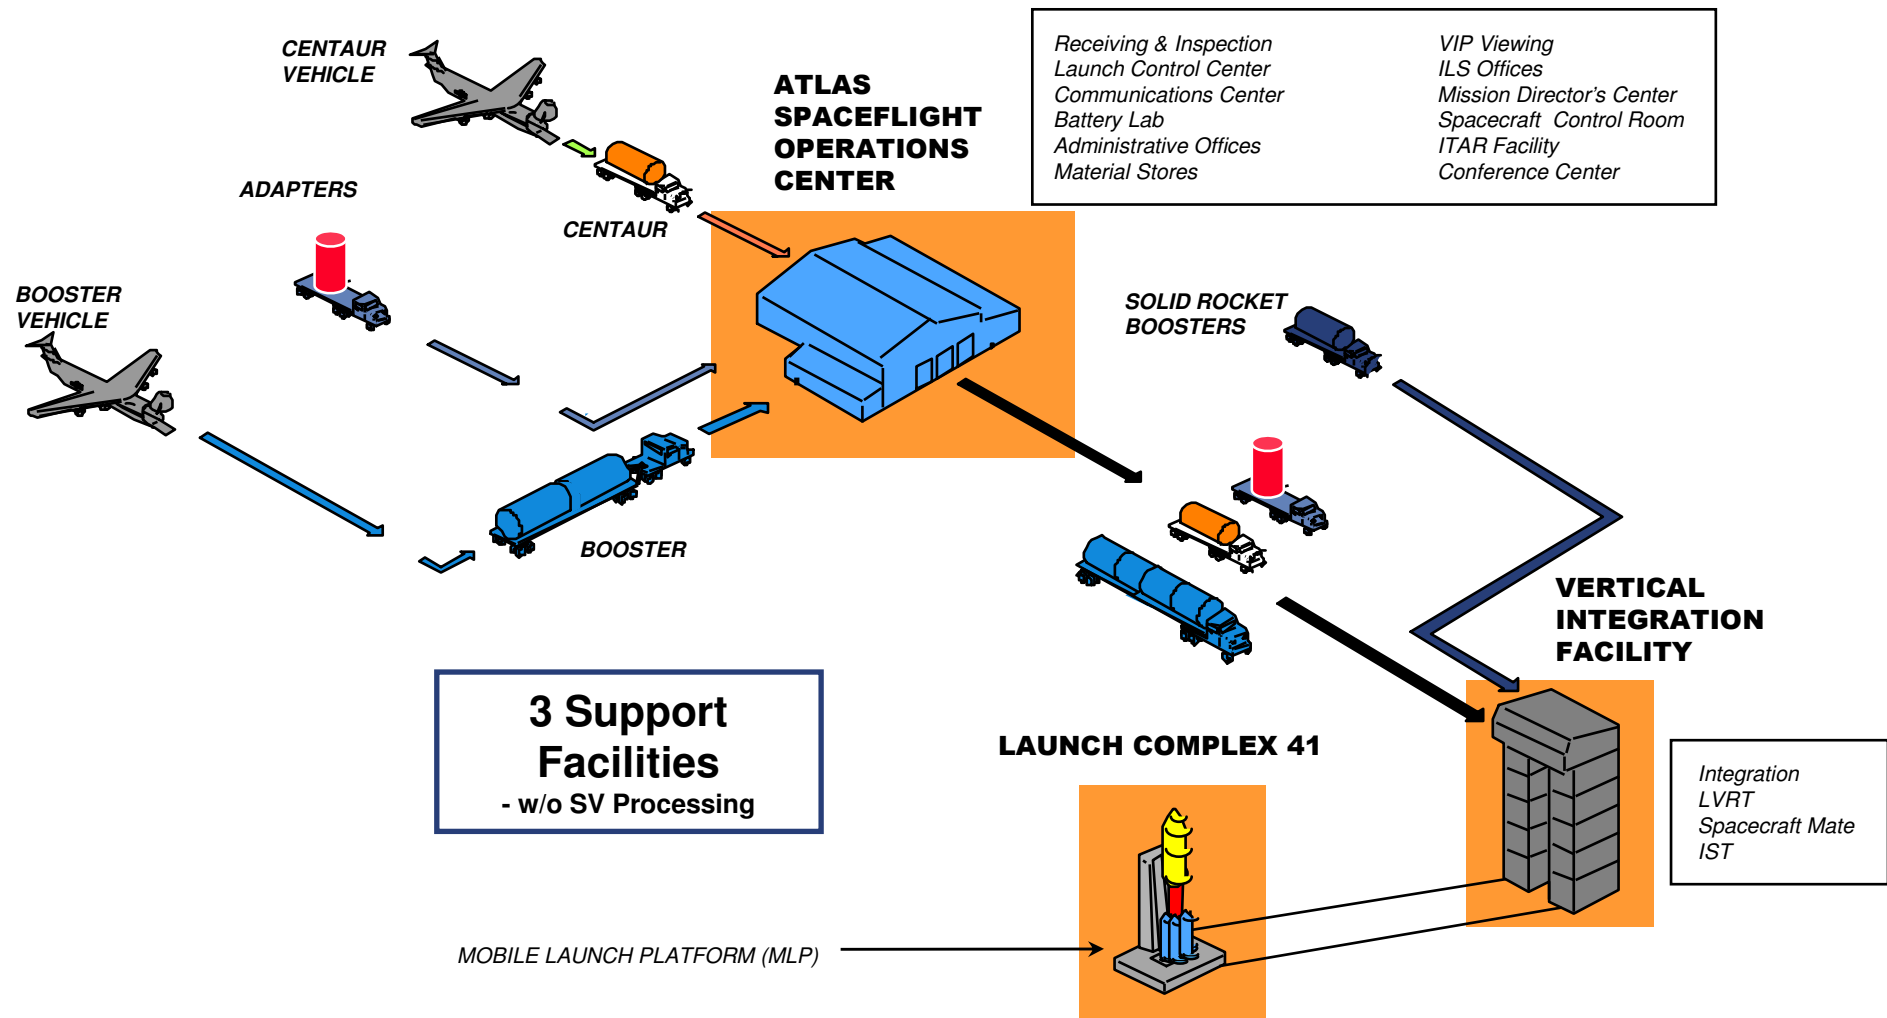 CENTAUR
VEHICLE
ATLAS
SPACEFLIGHT
OPERATIONS
CENTER
Receiving & Inspection
Launch Control Center
Communications Center
Battery Lab
Administrative Offices
Material Stores
VIP Viewing
ILS Offices
Mission Director's Center
Spacecraft Control Room
ITAR Facility
Conference Center
ADAPTERS
CENTAUR
BOOSTER
VEHICLE
SOLID ROCKET
BOOSTERS
BOOSTER
VERTICAL
INTEGRATION
FACILITY
3 Support
Facilities
- w/o SV Processing
LAUNCH COMPLEX 41
Integration
LVRT
Spacecraft Mate
IST
MOBILE LAUNCH PLATFORM (MLP)